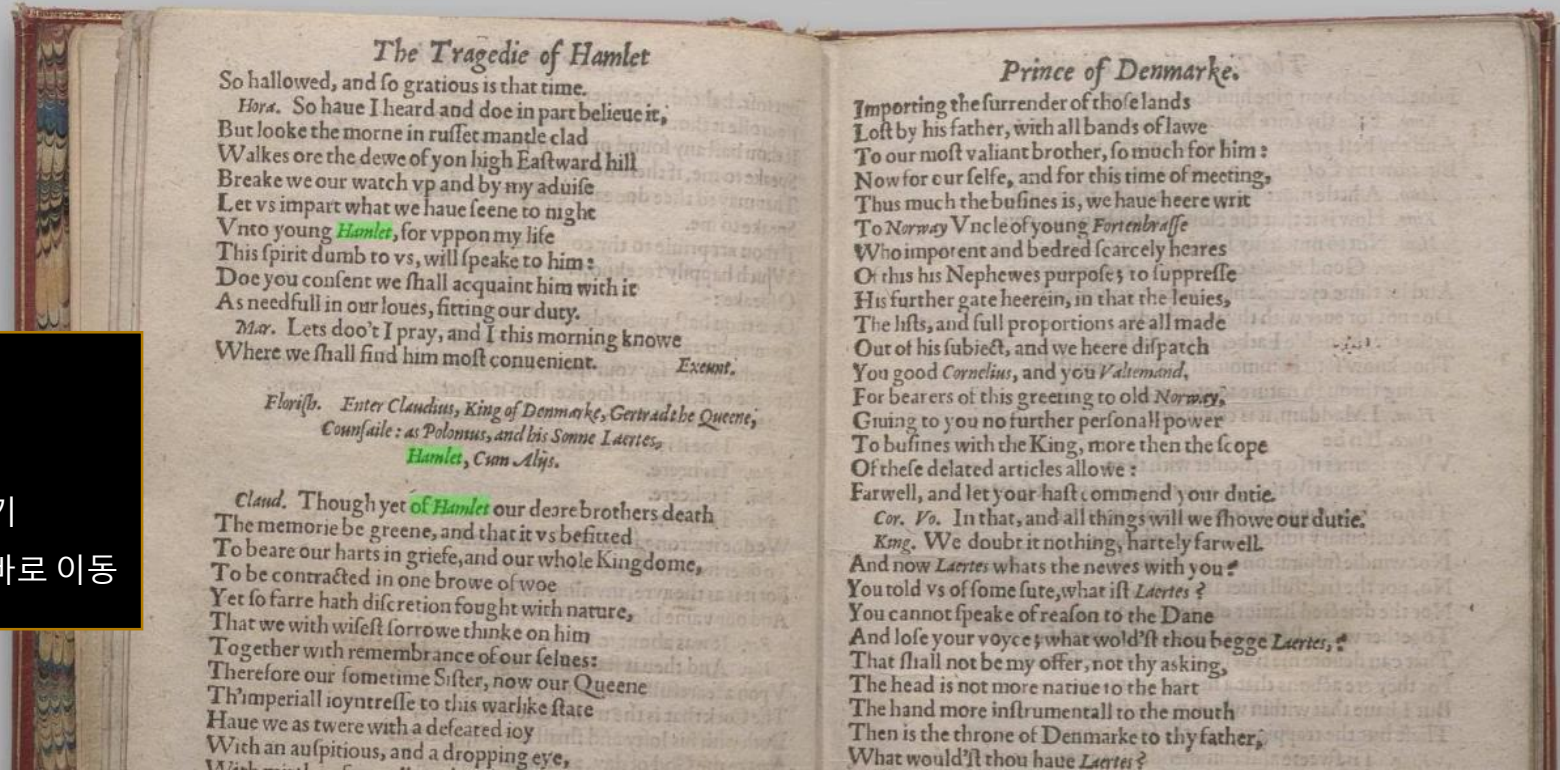 The Tragedie of Hamlet
So hallowed, and ſo gratious is that time.
Hora. So haue I heard and doe in part belieue it,
But looke the morne in ruſſet mantle clad
Walkes ore the dewe of yon high Eaſtward hill
Breake we our watch vp and by my aduiſe
Let vs impart what we haue ſeene to night
Vnto young Hamlet, for vppon my life
This ſpirit dumb to vs, will ſpeake to him:
Doe you conſent we ſhall acquaint him with it
As needfull in our loues, fitting our duty.
Mar. Lets doo't I pray, and I this morning knowe
Where we ſhall find him moſt conuenient. Exeunt.
Floriſh. Enter Claudius, King of Denmarke, Gertrad the Queene,
Counſaile: as Polonius, and his Sonne Laertes,
Hamlet, Cum Alijs.
Claud. Though yet of Hamlet our deare brothers death
The memorie be greene, and that it vs befitted
To beare our harts in griefe, and our whole Kingdome,
To be contracted in one browe of woe
Yet ſo farre hath diſcretion fought with nature,
That we with wiſeſt ſorrowe thinke on him
Together with remembrance of our ſelues:
Therefore our ſometime Siſter, now our Queene
Th'imperiall ioyntreſſe to this warlike ſtate
Haue we as twere with a defeated ioy
With an auſpitious, and a dropping eye,
Prince of Denmarke.
Importing the ſurrender of thoſe lands
Loſt by his father, with all bands of lawe
To our moſt valiant brother, ſo much for him:
Now for our ſelfe, and for this time of meeting,
Thus much the buſines is, we haue heere writ
To Norway Vncle of young Fortenbraſſe
Who impotent and bedred ſcarcely heares
Of this his Nephewes purpoſe; to ſuppreſſe
His further gate heerein, in that the leuies,
The liſts, and full proportions are all made
Out of his ſubiect, and we heere diſpatch
You good Cornelius, and you Valtemand,
For bearers of this greeting to old Norway,
Giuing to you no further perſonall power
To buſines with the King, more then the ſcope
Of theſe delated articles allowe:
Farwell, and let your haſt commend your dutie.
Cor. Vo. In that, and all things will we ſhowe our dutie.
King. We doubt it nothing, hartely farwell.
And now Laertes whats the newes with you?
You told vs of ſome ſute, what iſt Laertes?
You cannot ſpeake of reaſon to the Dane
And loſe your voyce; what wold'ſt thou begge Laertes,?
That ſhall not be my offer, not thy asking,
The head is not more natiue to the hart
The hand more inſtrumentall to the mouth
Then is the throne of Denmarke to thy father,
What would'ſt thou haue Laertes?
기
바로 이동